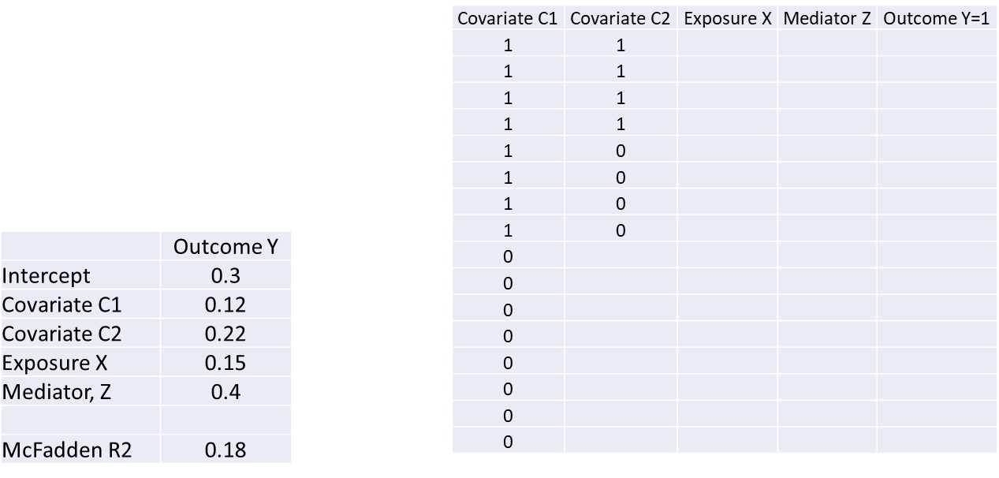 Outcome Y
Intercept 0.3
Covariate C1 0.12
Covariate C2 0.22
Exposure X 0.15
Mediator, Z 0.4
McFadden R2 0.18
Covariate C1 Covariate C2 Exposure X Mediator Z Outcome Y=1
1 1
1 1
1 1
1 1
1 0
1 0
1 0
1 0
0
0
0
0
0
0
0
0